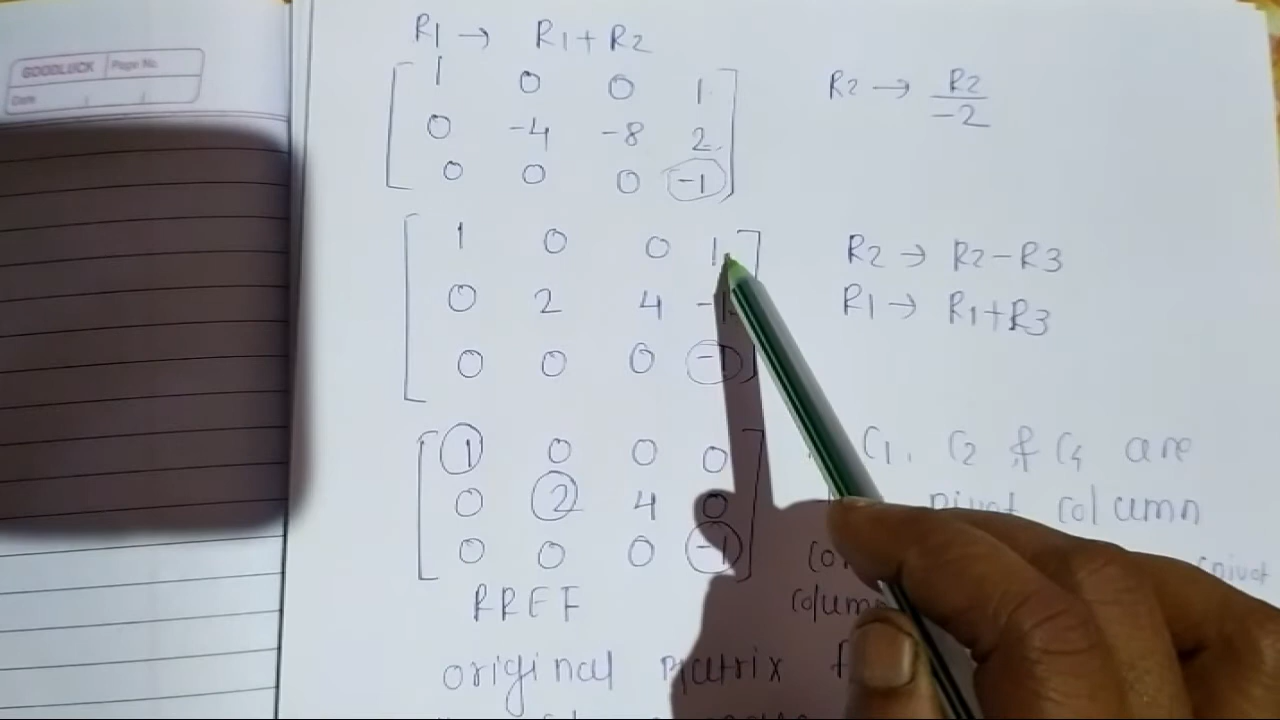 GOODLUCK Page No.
Date
R1 → R1 + R2
1 0 0 1
0 -4 -8 2
0 0 0 -1
R2 → R2 / -2
1 0 0 1
0 2 4 -1
0 0 0 -1
R2 → R2 - R3
R1 → R1 + R3
1 0 0 0
0 2 4 0
0 0 0 -1
RREF
C1, C2 & C4 are
pivot column
original matrix